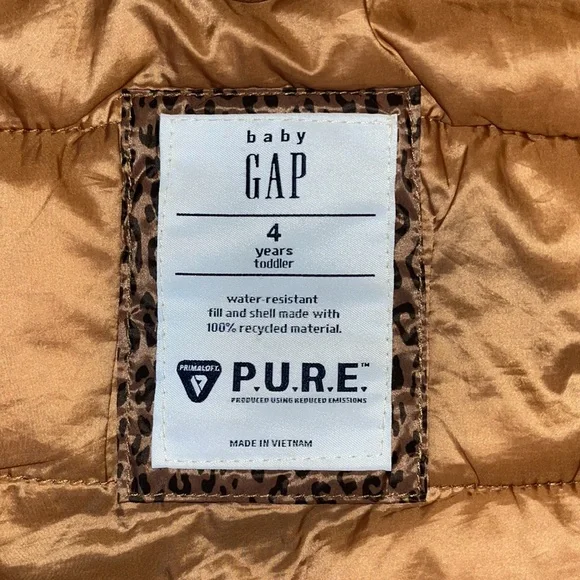 baby
GAP
4
years
toddler
water-resistant
fill and shell made with
100% recycled material.
PRIMALOFT.
P.U.R.E.™
PRODUCED USING REDUCED EMISSIONS
MADE IN VIETNAM